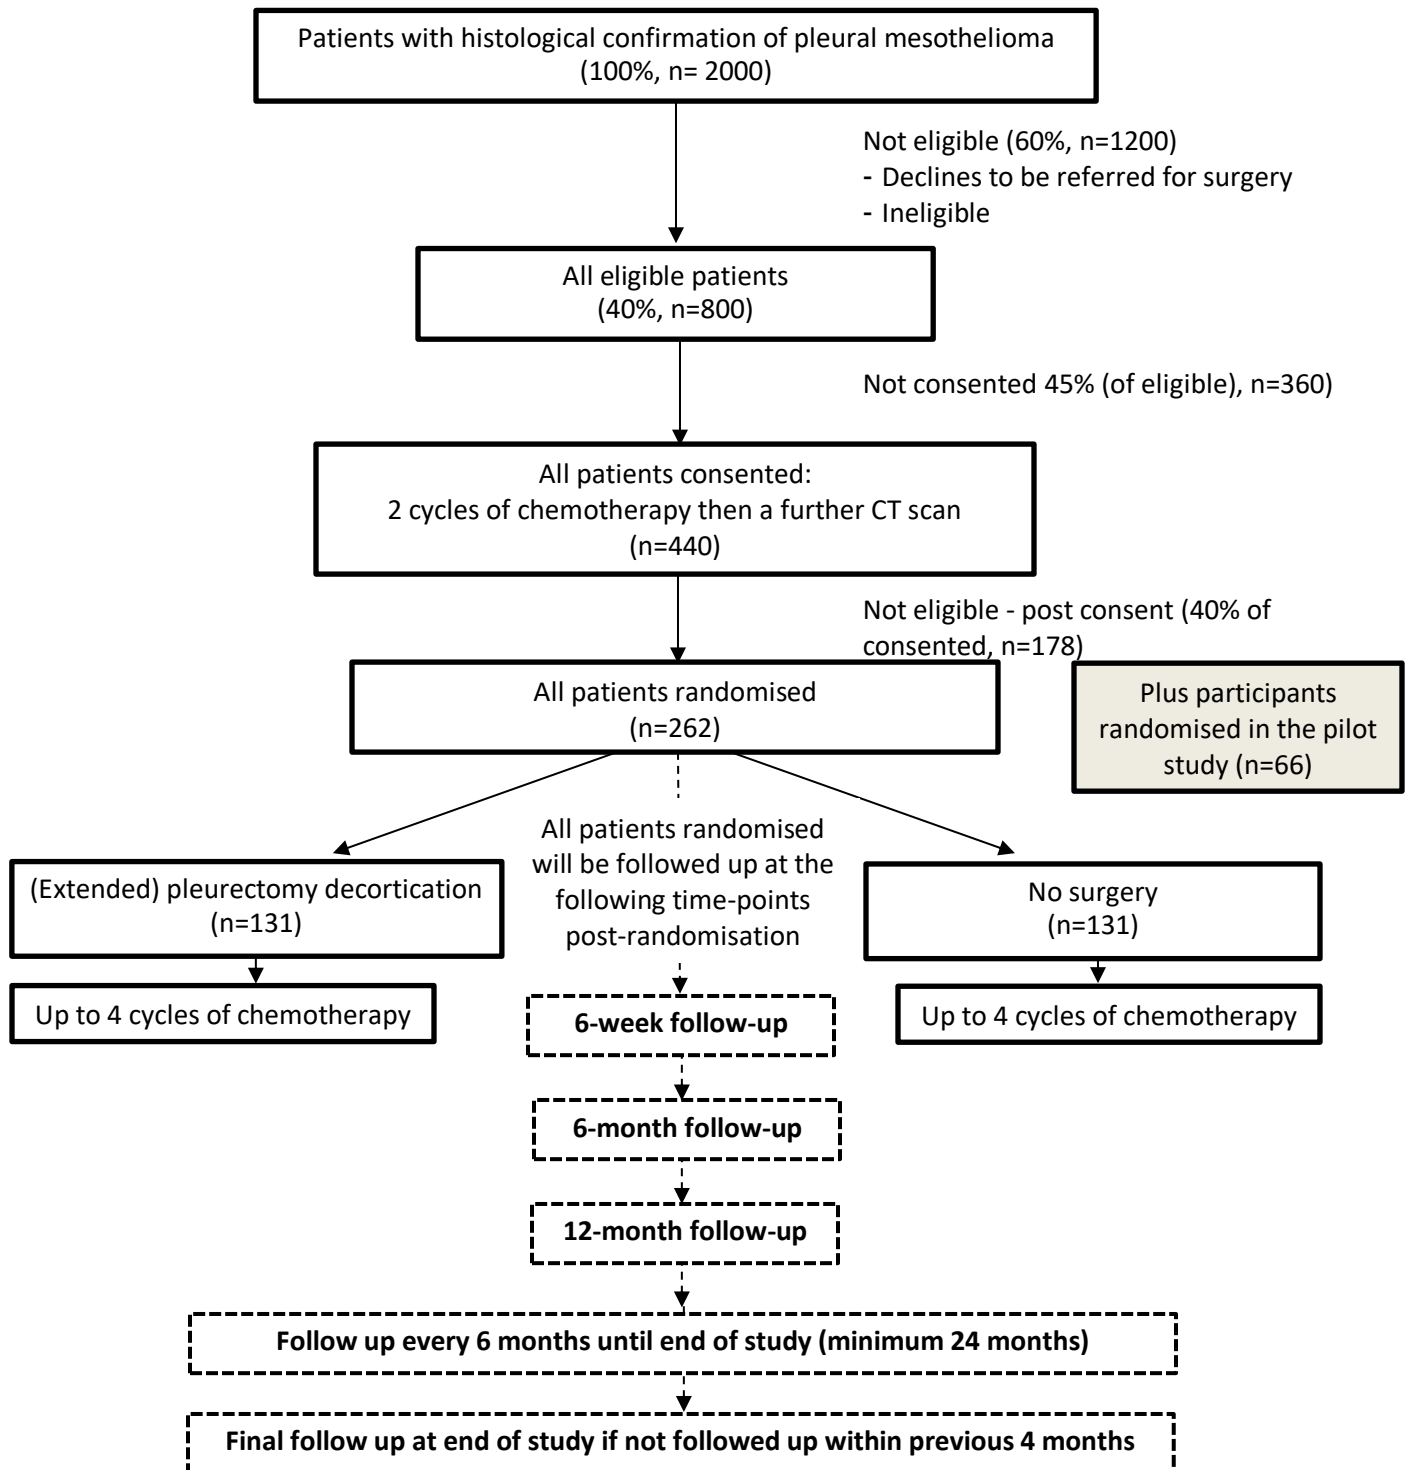 Patients with histological confirmation of pleural mesothelioma
(100%, n= 2000)
Not eligible (60%, n=1200)
- Declines to be referred for surgery
- Ineligible
All eligible patients
(40%, n=800)
Not consented 45% (of eligible), n=360)
All patients consented:
2 cycles of chemotherapy then a further CT scan
(n=440)
Not eligible - post consent (40% of
consented, n=178)
All patients randomised
(n=262)
Plus participants
randomised in the pilot
study (n=66)
(Extended) pleurectomy decortication
(n=131)
All patients randomised
will be followed up at the
following time-points
post-randomisation
No surgery
(n=131)
Up to 4 cycles of chemotherapy
Up to 4 cycles of chemotherapy
6-week follow-up
6-month follow-up
12-month follow-up
Follow up every 6 months until end of study (minimum 24 months)
Final follow up at end of study if not followed up within previous 4 months